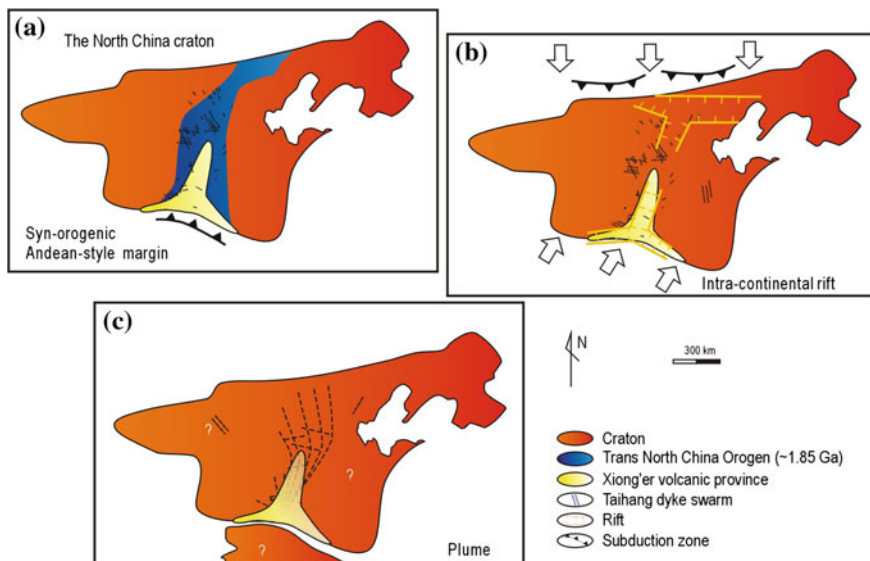 (a)
The North China craton
Syn-orogenic
Andean-style margin
(b)
Intra-continental rift
(c)
?
?
?
Plume
N
300 km
Craton
Trans North China Orogen (~1.85 Ga)
Xiong'er volcanic province
Taihang dyke swarm
Rift
Subduction zone